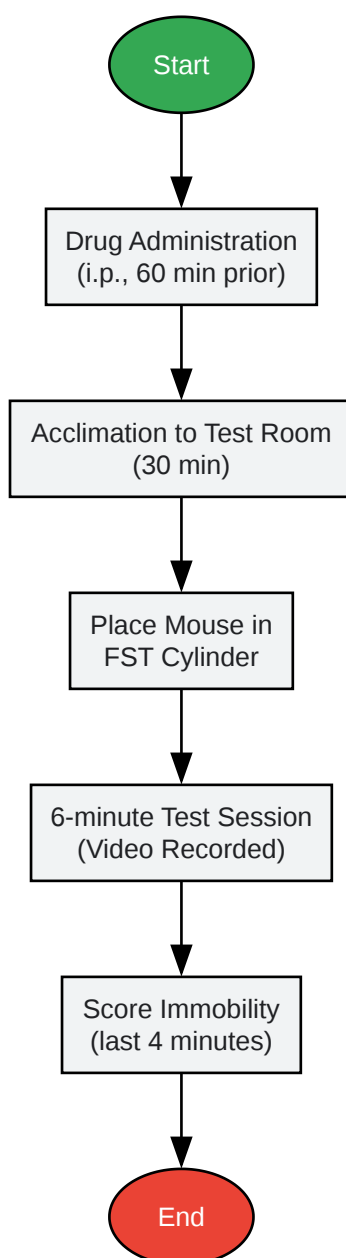 Start
Drug Administration
(i.p., 60 min prior)
Acclimation to Test Room
(30 min)
Place Mouse in
FST Cylinder
6-minute Test Session
(Video Recorded)
Score Immobility
(last 4 minutes)
End